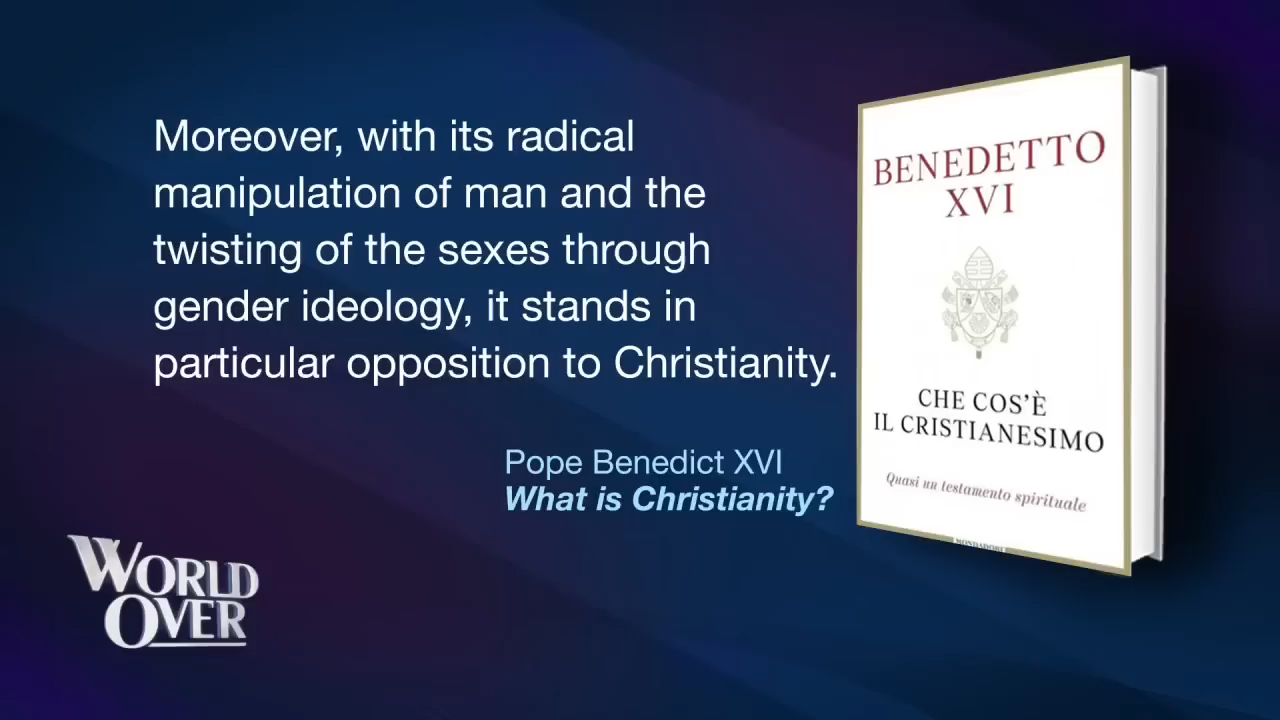 Moreover, with its radical
manipulation of man and the
twisting of the sexes through
gender ideology, it stands in
particular opposition to Christianity.
Pope Benedict XVI
What is Christianity?
BENEDETTO
XVI
CHE COS'È
IL CRISTIANESIMO
Quasi un testamento spirituale
MONDADORI
WORLD
OVER